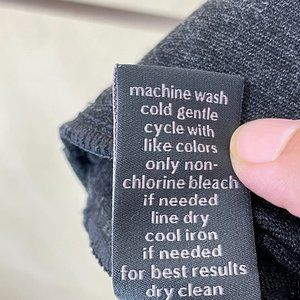 machine wash
cold gentle
cycle with
like colors
only non-
chlorine bleach
if needed
line dry
cool iron
if needed
for best results
dry clean